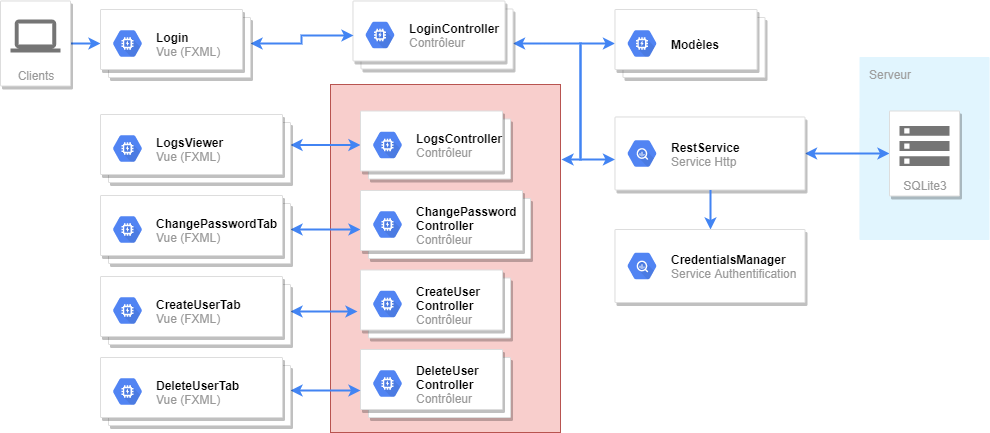 Clients
Login
Vue (FXML)
LoginController
Contrôleur
Modèles
Serveur
LogsViewer
Vue (FXML)
LogsController
Contrôleur
RestService
Service Http
SQLite3
ChangePasswordTab
Vue (FXML)
ChangePassword
Controller
Contrôleur
CredentialsManager
Service Authentification
CreateUserTab
Vue (FXML)
CreateUser
Controller
Contrôleur
DeleteUserTab
Vue (FXML)
DeleteUser
Controller
Contrôleur